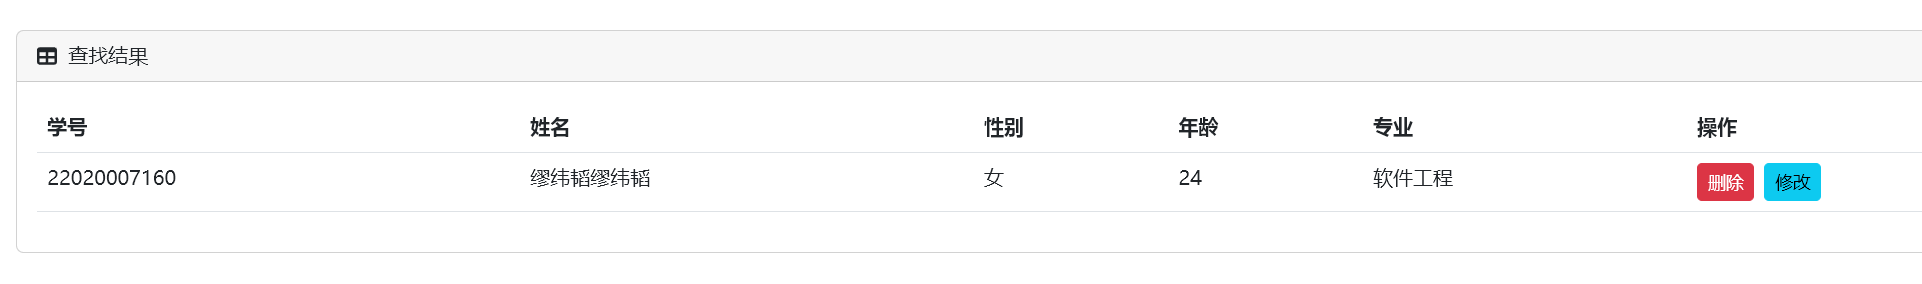 查找结果
学号 姓名 性别 年龄 专业 操作
22020007160 缪纬韬缪纬韬 女 24 软件工程 删除 修改